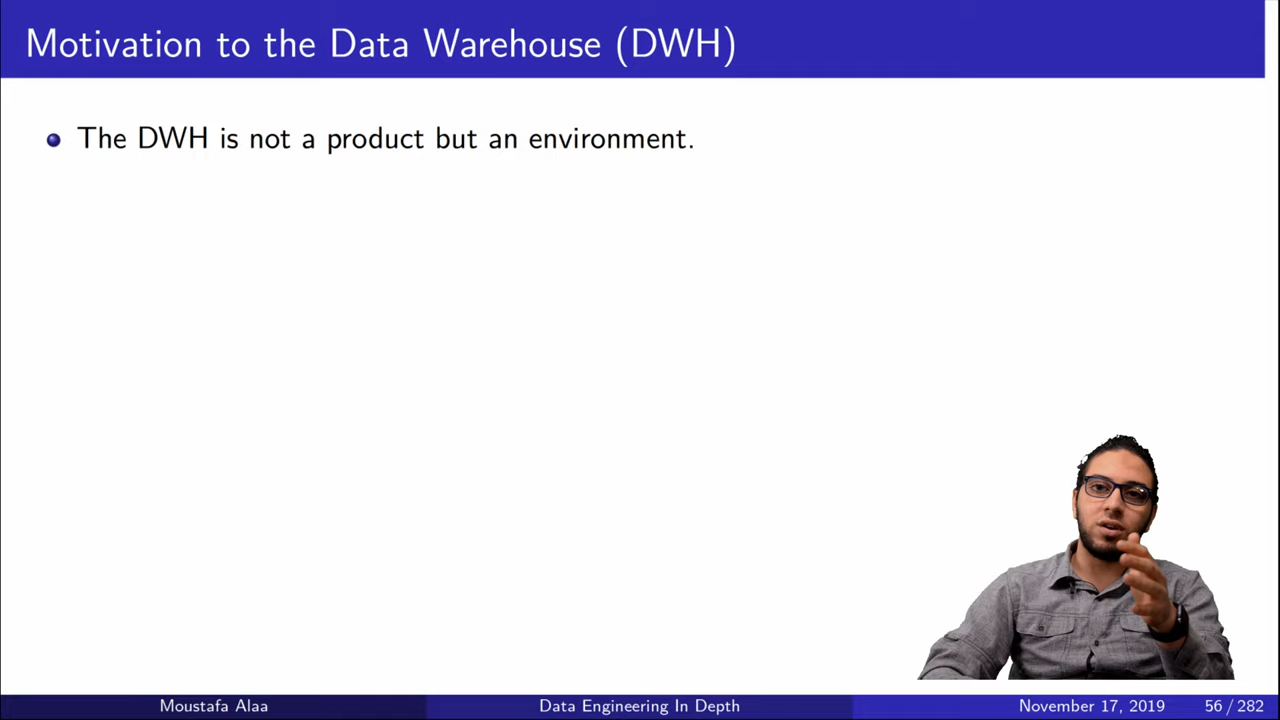 Motivation to the Data Warehouse (DWH)
The DWH is not a product but an environment.
Moustafa Alaa
Data Engineering In Depth
November 17, 2019
56 / 282